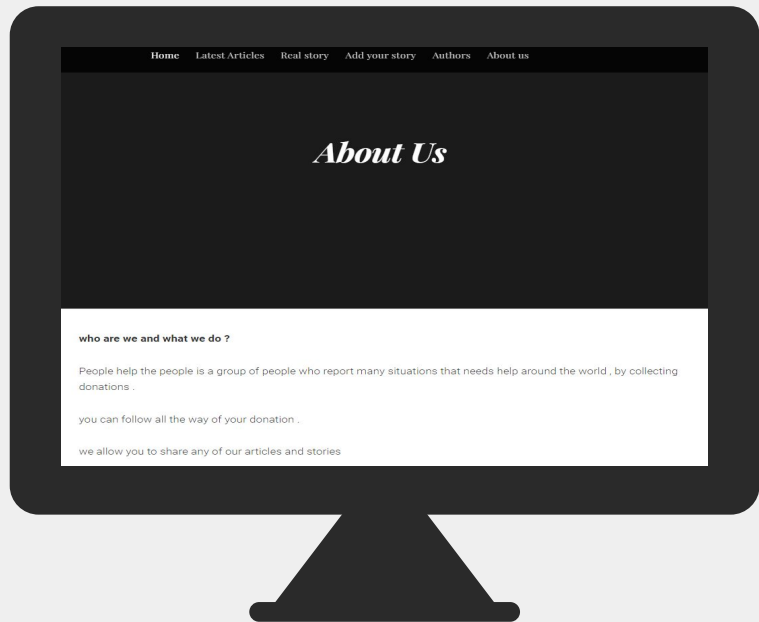 Home Latest Articles Real story Add your story Authors About us
About Us
who are we and what we do ?
People help the people is a group of people who report many situations that needs help around the world , by collecting
donations .
you can follow all the way of your donation .
we allow you to share any of our articles and stories